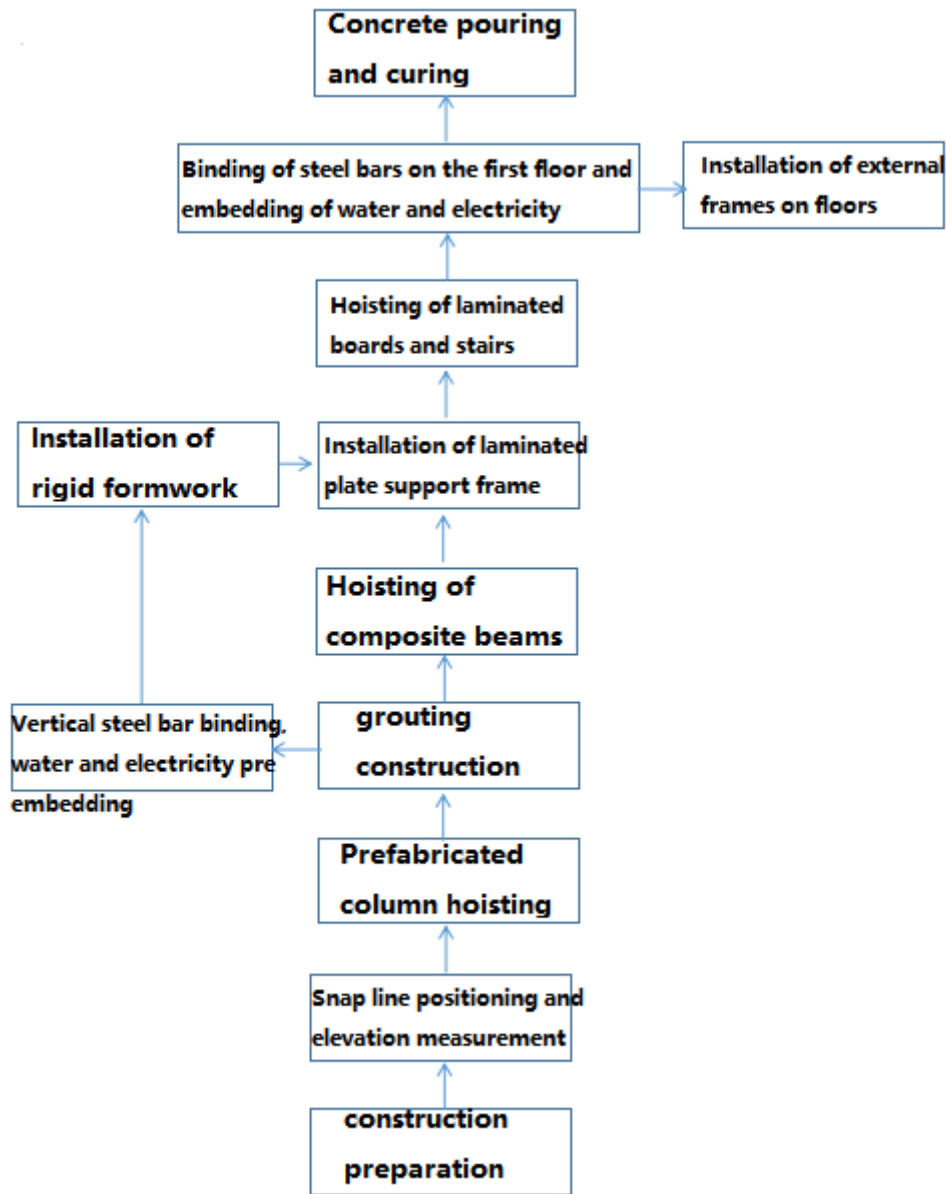 Concrete pouring
and curing
Binding of steel bars on the first floor and
embedding of water and electricity
Installation of external
frames on floors
Hoisting of laminated
boards and stairs
Installation of
rigid formwork
Installation of laminated
plate support frame
Hoisting of
composite beams
Vertical steel bar binding,
water and electricity pre
embedding
grouting
construction
Prefabricated
column hoisting
Snap line positioning and
elevation measurement
construction
preparation